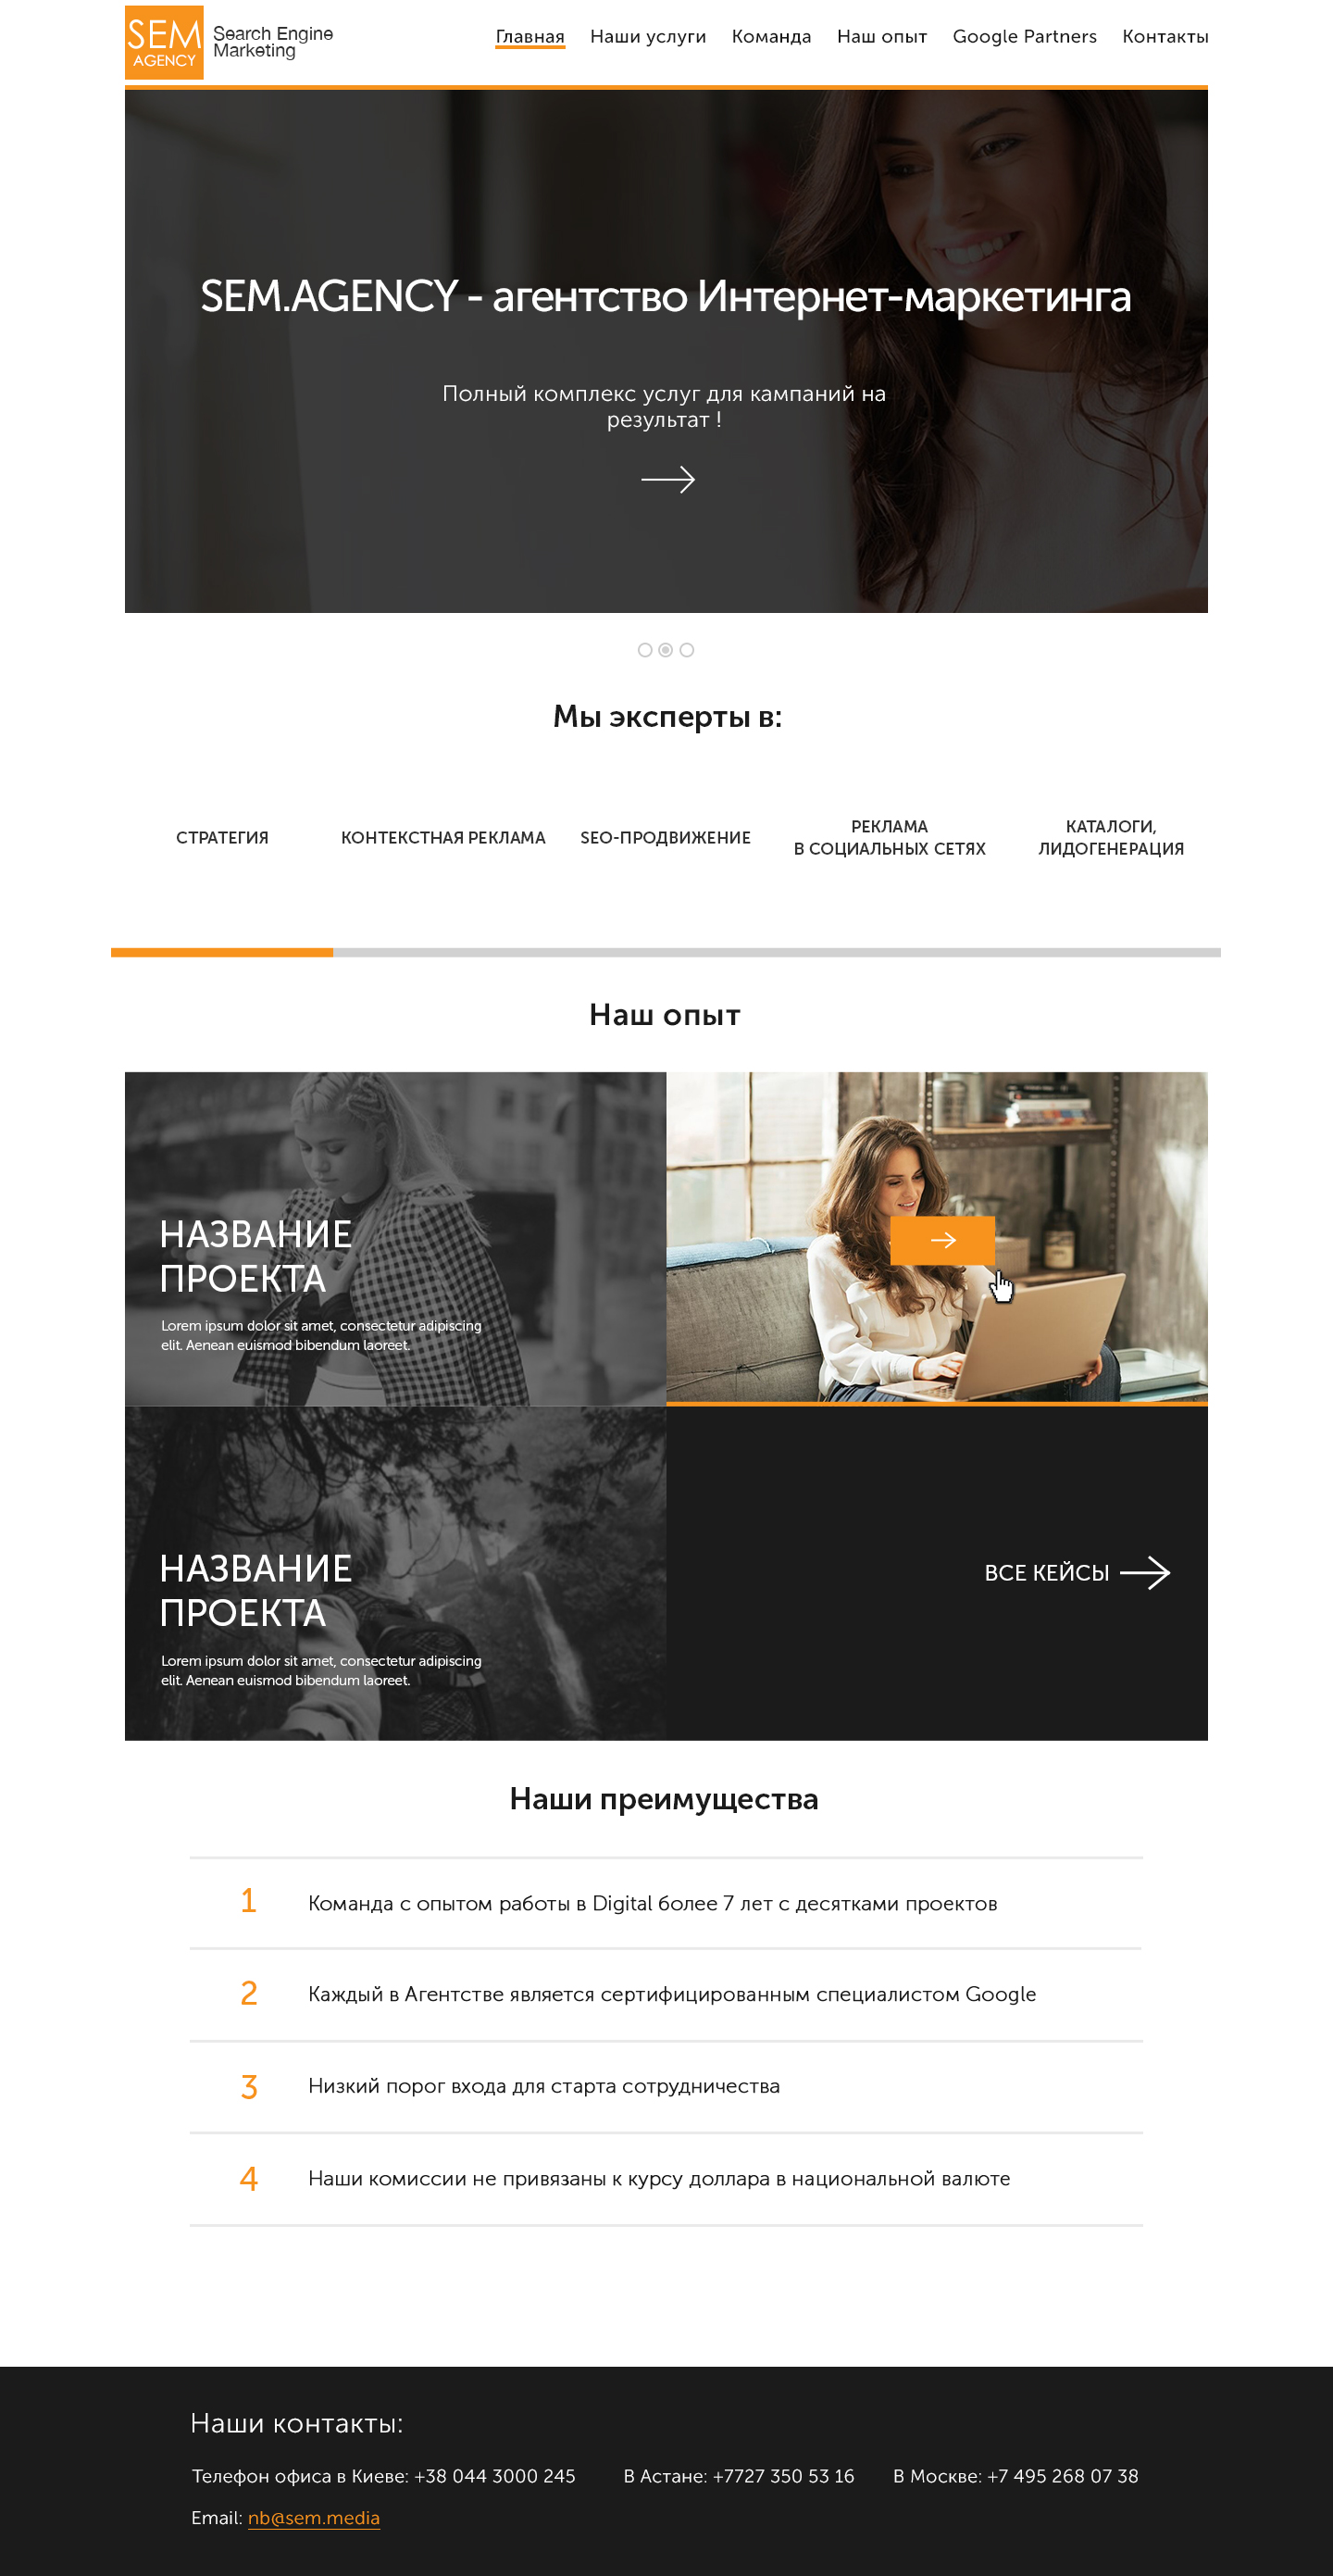 SEM
AGENCY
Search Engine
Marketing
Главная Наши услуги Команда Наш опыт Google Partners Контакты
SEM.AGENCY - агентство Интернет-маркетинга
Полный комплекс услуг для кампаний на
результат !
Мы эксперты в:
СТРАТЕГИЯ
КОНТЕКСТНАЯ РЕКЛАМА
SEO-ПРОДВИЖЕНИЕ
РЕКЛАМА
В СОЦИАЛЬНЫХ СЕТЯХ
КАТАЛОГИ,
ЛИДОГЕНЕРАЦИЯ
Наш опыт
НАЗВАНИЕ
ПРОЕКТА
Lorem ipsum dolor sit amet, consectetur adipiscing
elit. Aenean euismod bibendum laoreet.
НАЗВАНИЕ
ПРОЕКТА
Lorem ipsum dolor sit amet, consectetur adipiscing
elit. Aenean euismod bibendum laoreet.
ВСЕ КЕЙСЫ
Наши преимущества
1 Команда с опытом работы в Digital более 7 лет с десятками проектов
2 Каждый в Агентстве является сертифицированным специалистом Google
3 Низкий порог входа для старта сотрудничества
4 Наши комиссии не привязаны к курсу доллара в национальной валюте
Наши контакты:
Телефон офиса в Киеве: +38 044 3000 245 В Астане: +7727 350 53 16 В Москве: +7 495 268 07 38
Email: nb@sem.media